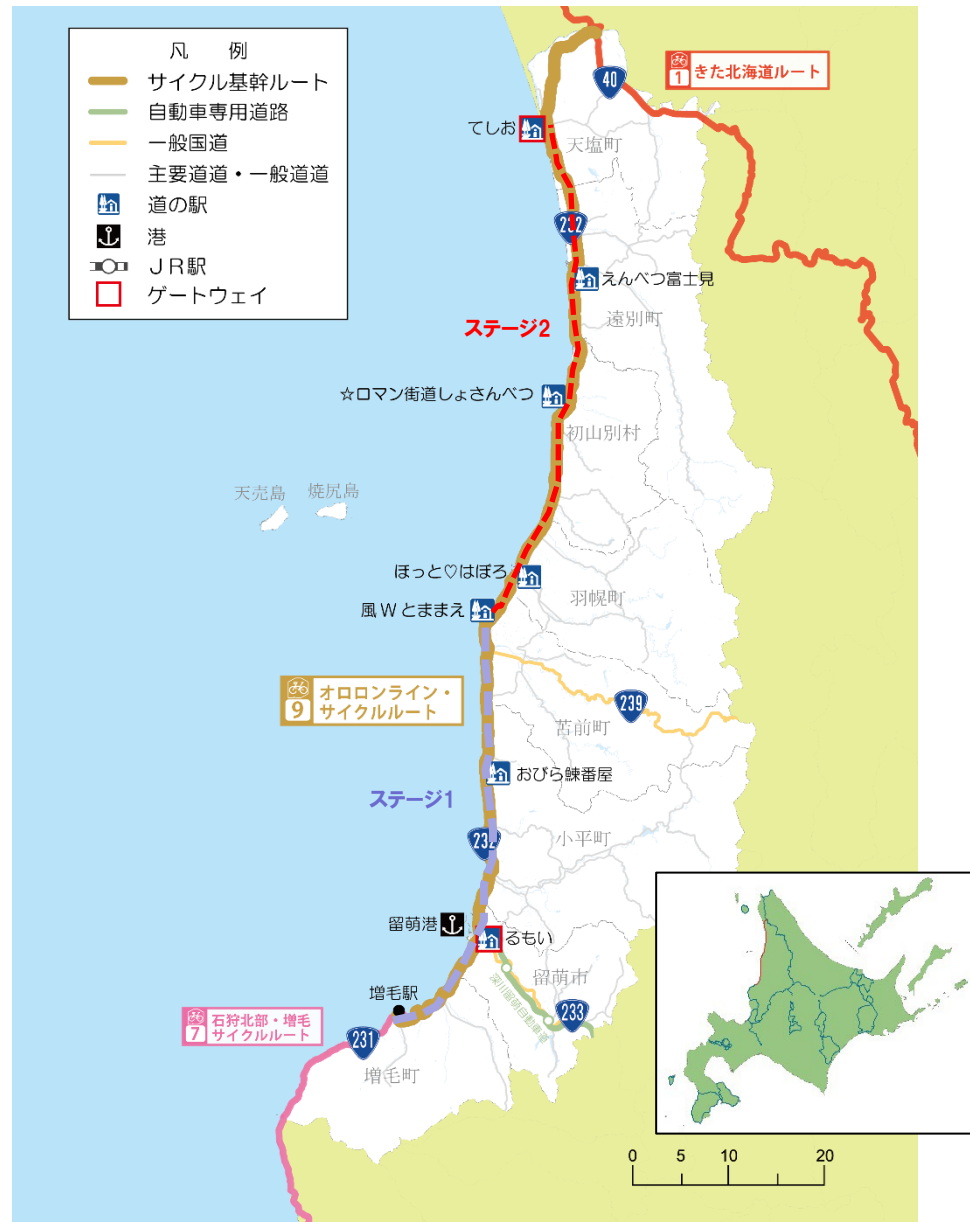 凡 例
サイクル基幹ルート
自動車専用道路
一般国道
主要道道・一般道道
道の駅
港
JR駅
ゲートウェイ
1
きた北海道ルート
40
てしお
天塩町
232
えんべつ富士見
遠別町
ステージ2
☆ロマン街道しょさんべつ
初山別村
天売島
焼尻島
ほっと♡はぼろ
羽幌町
風Wとままえ
9
オロロンライン・
サイクルルート
239
苫前町
おびら鰊番屋
ステージ1
小平町
232
留萌港
るもい
留萌市
深川留萌自動車道
233
増毛駅
7
石狩北部・増毛
サイクルルート
231
増毛町
0 5 10 20